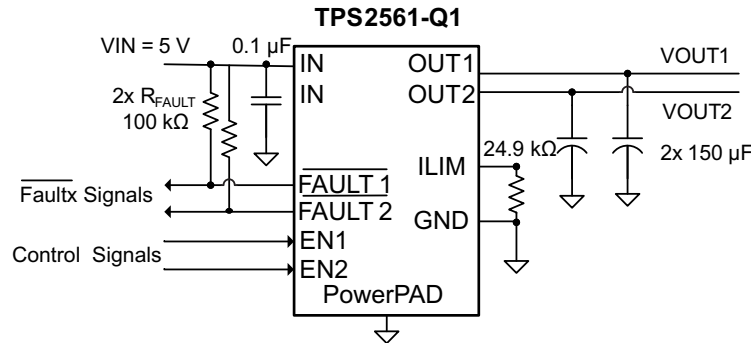 TPS2561-Q1
VIN = 5 V
0.1 µF
2x RFAULT
100 kΩ
IN
IN
OUT1
OUT2
VOUT1
VOUT2
24.9 kΩ
2x 150 µF
ILIM
Faultx Signals
FAULT 1
FAULT 2
GND
Control Signals
EN1
EN2
PowerPAD